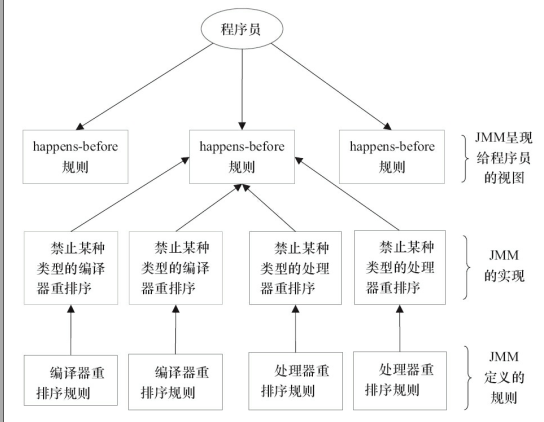 程序员
happens-before
规则
happens-before
规则
happens-before
规则
JMM呈现
给程序员
的视图
禁止某种
类型的编译
器重排序
禁止某种
类型的编译
器重排序
禁止某种
类型的处理
器重排序
禁止某种
类型的处理
器重排序
JMM
的实现
编译器重
排序规则
编译器重
排序规则
处理器重
排序规则
处理器重
排序规则
JMM
定义的
规则